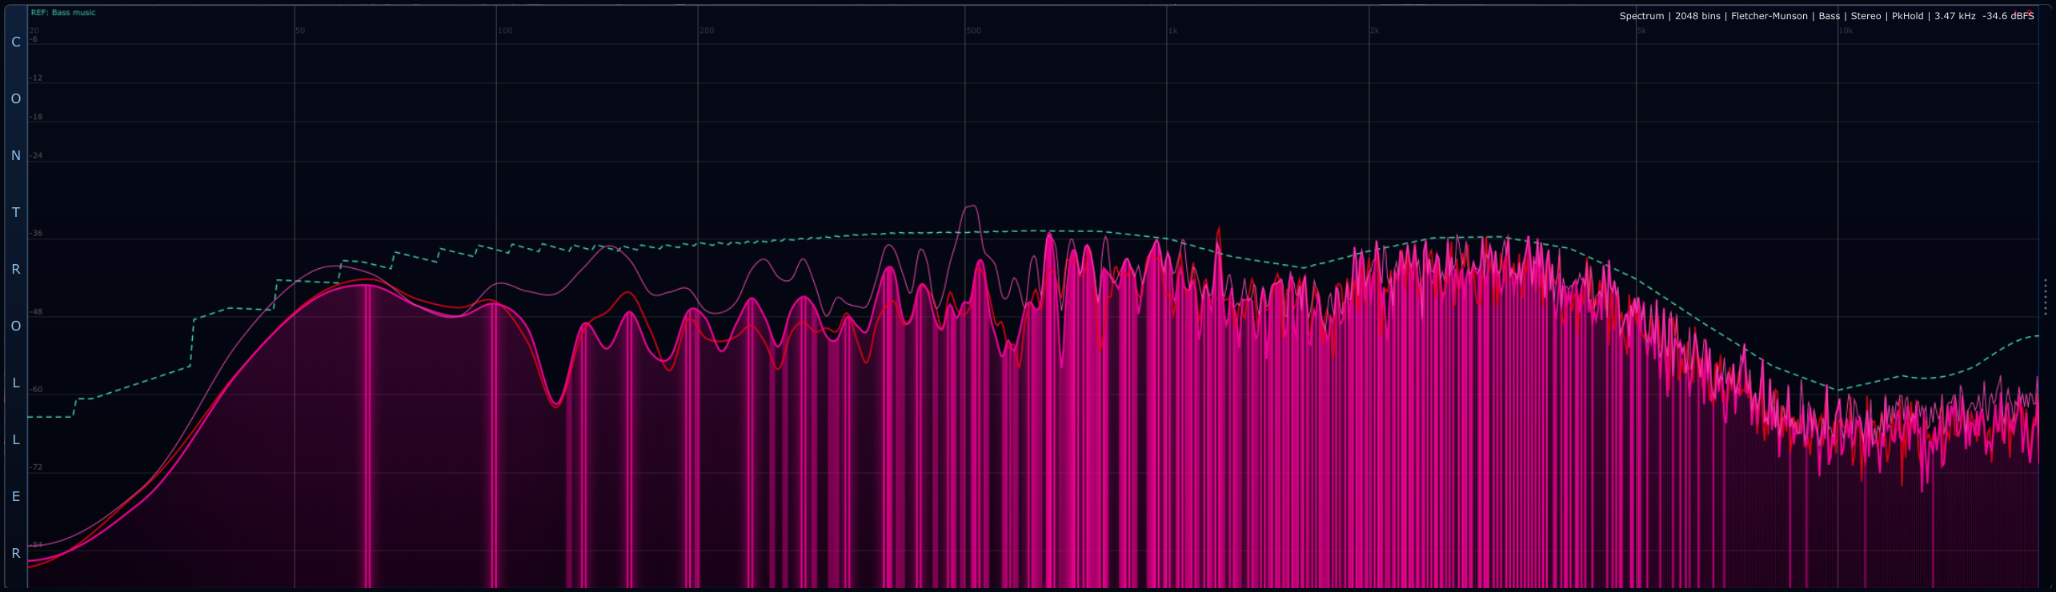 REF: Bass music
Spectrum | 2048 bins | Fletcher-Munson | Bass | Stereo | PkHold | 3.47 kHz -34.6 dBFS
20 50 100 200 500 1k 2k 5k 10k
-6
-12
-18
-24
-36
-48
-60
-72
-84
C
O
N
T
R
O
L
L
E
R